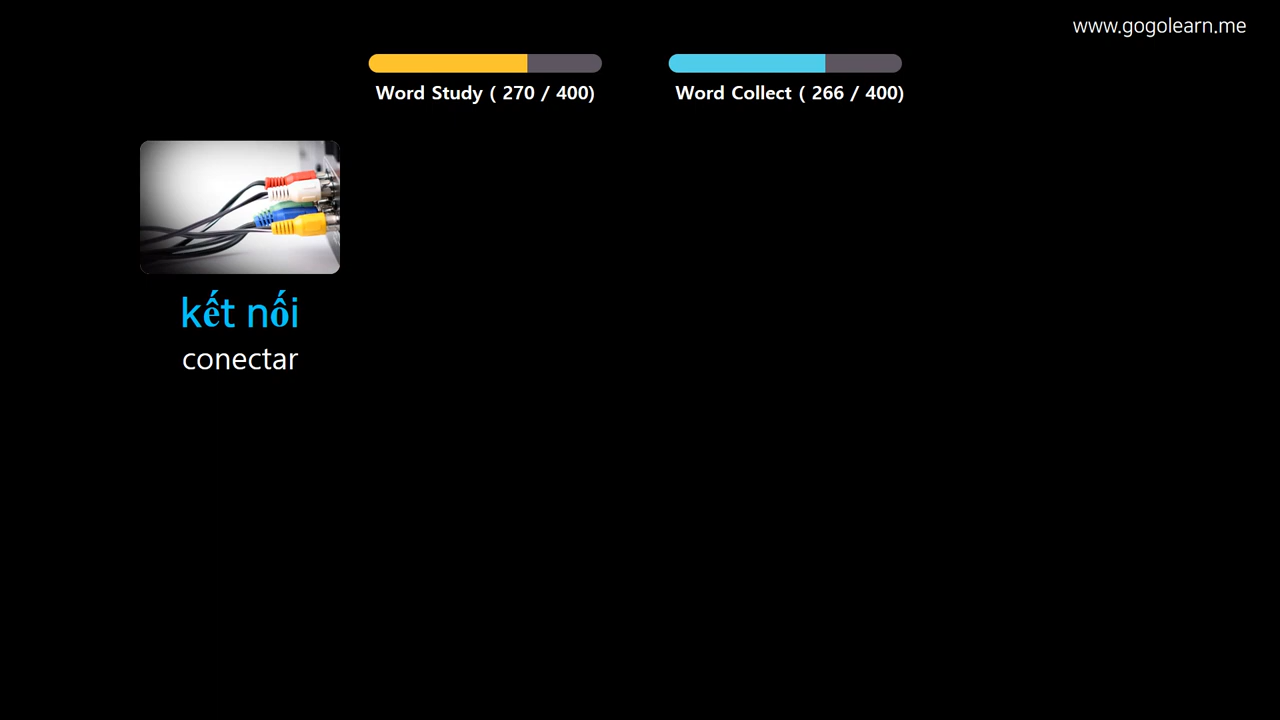 www.gogolearn.me
Word Study ( 270 / 400)
Word Collect ( 266 / 400)
kết nối
conectar